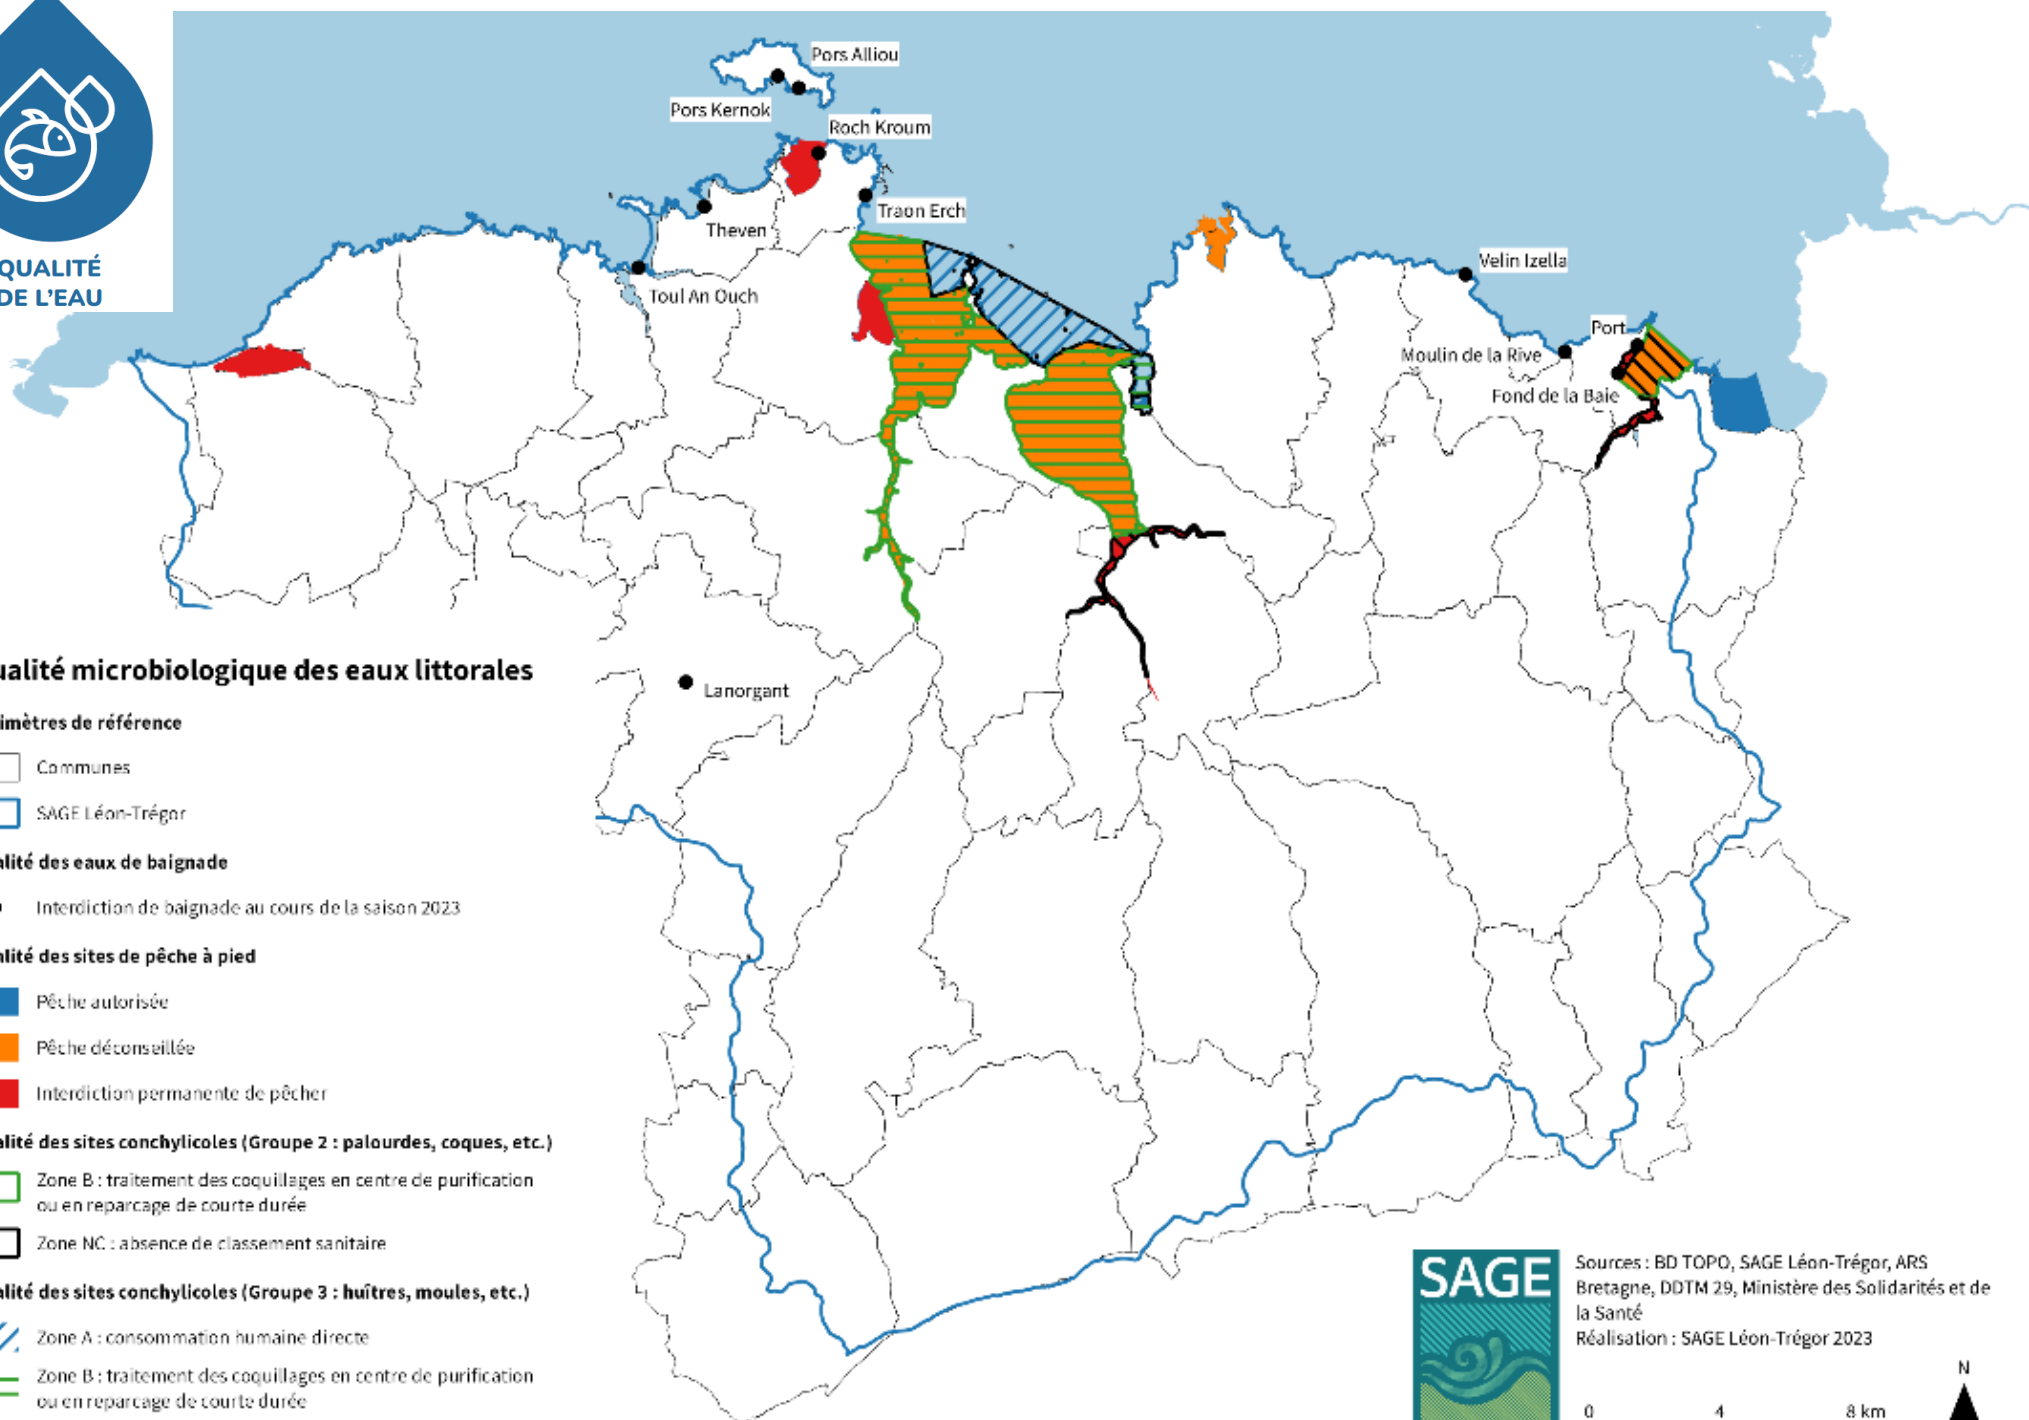 QUALITÉ
DE L'EAU
Pors Alliou
Pors Kernok
Roch Kroum
Traon Erch
Theven
Toul An Ouch
Velin Izella
Port
Moulin de la Rive
Fond de la Baie
Lanorgant
ualité microbiologique des eaux littorales
imètres de référence
Communes
SAGE Léon-Trégor
alité des eaux de baignade
Interdiction de baignade au cours de la saison 2023
alité des sites de pêche à pied
Pêche autorisée
Pêche déconseillée
Interdiction permanente de pêcher
alité des sites conchylicoles (Groupe 2 : palourdes, coques, etc.)
Zone B : traitement des coquillages en centre de purification
ou en reparcage de courte durée
Zone NC : absence de classement sanitaire
alité des sites conchylicoles (Groupe 3 : huîtres, moules, etc.)
Zone A : consommation humaine directe
Zone B : traitement des coquillages en centre de purification
ou en reparcage de courte durée
SAGE
Sources : BD TOPO, SAGE Léon-Trégor, ARS
Bretagne, DDTM 29, Ministère des Solidarités et de
la Santé
Réalisation : SAGE Léon-Trégor 2023
N
0 4 8 km